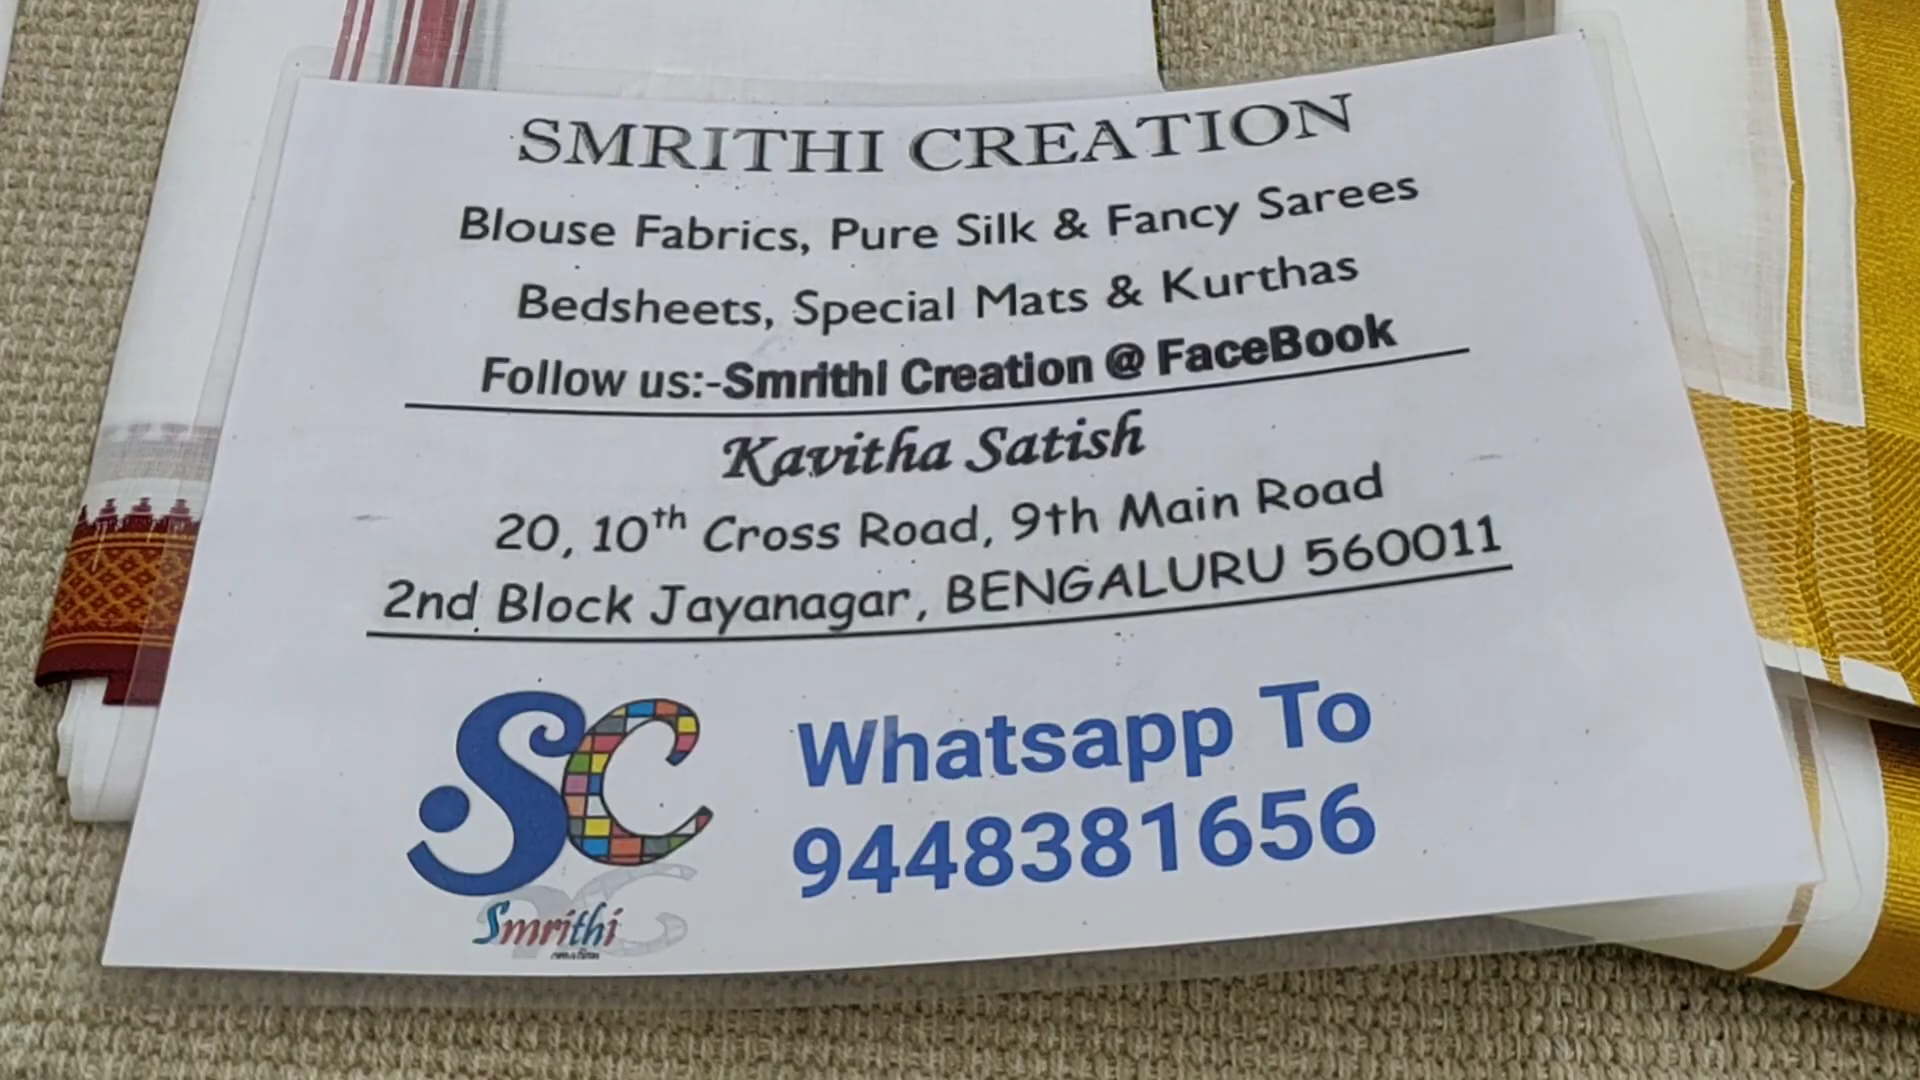 SMRITHI CREATION
Blouse Fabrics, Pure Silk & Fancy Sarees
Bedsheets, Special Mats & Kurthas
Follow us:-Smrithi Creation @ FaceBook
Kavitha Satish
20, 10th Cross Road, 9th Main Road
2nd Block Jayanagar, BENGALURU 560011
SC
Smrithi
creation
Whatsapp To
9448381656